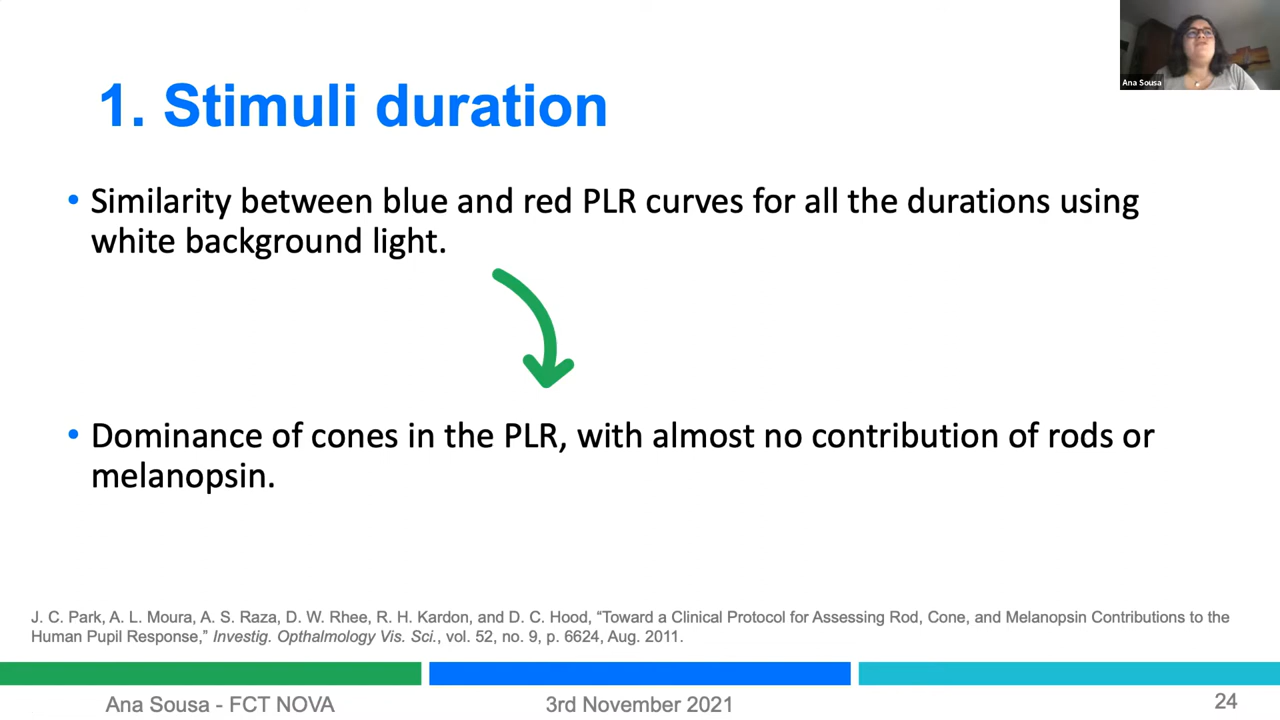 Ana Sousa
1. Stimuli duration
• Similarity between blue and red PLR curves for all the durations using
white background light.
• Dominance of cones in the PLR, with almost no contribution of rods or
melanopsin.
J. C. Park, A. L. Moura, A. S. Raza, D. W. Rhee, R. H. Kardon, and D. C. Hood, “Toward a Clinical Protocol for Assessing Rod, Cone, and Melanopsin Contributions to the
Human Pupil Response,” Investig. Opthalmology Vis. Sci., vol. 52, no. 9, p. 6624, Aug. 2011.
Ana Sousa - FCT NOVA
3rd November 2021
24